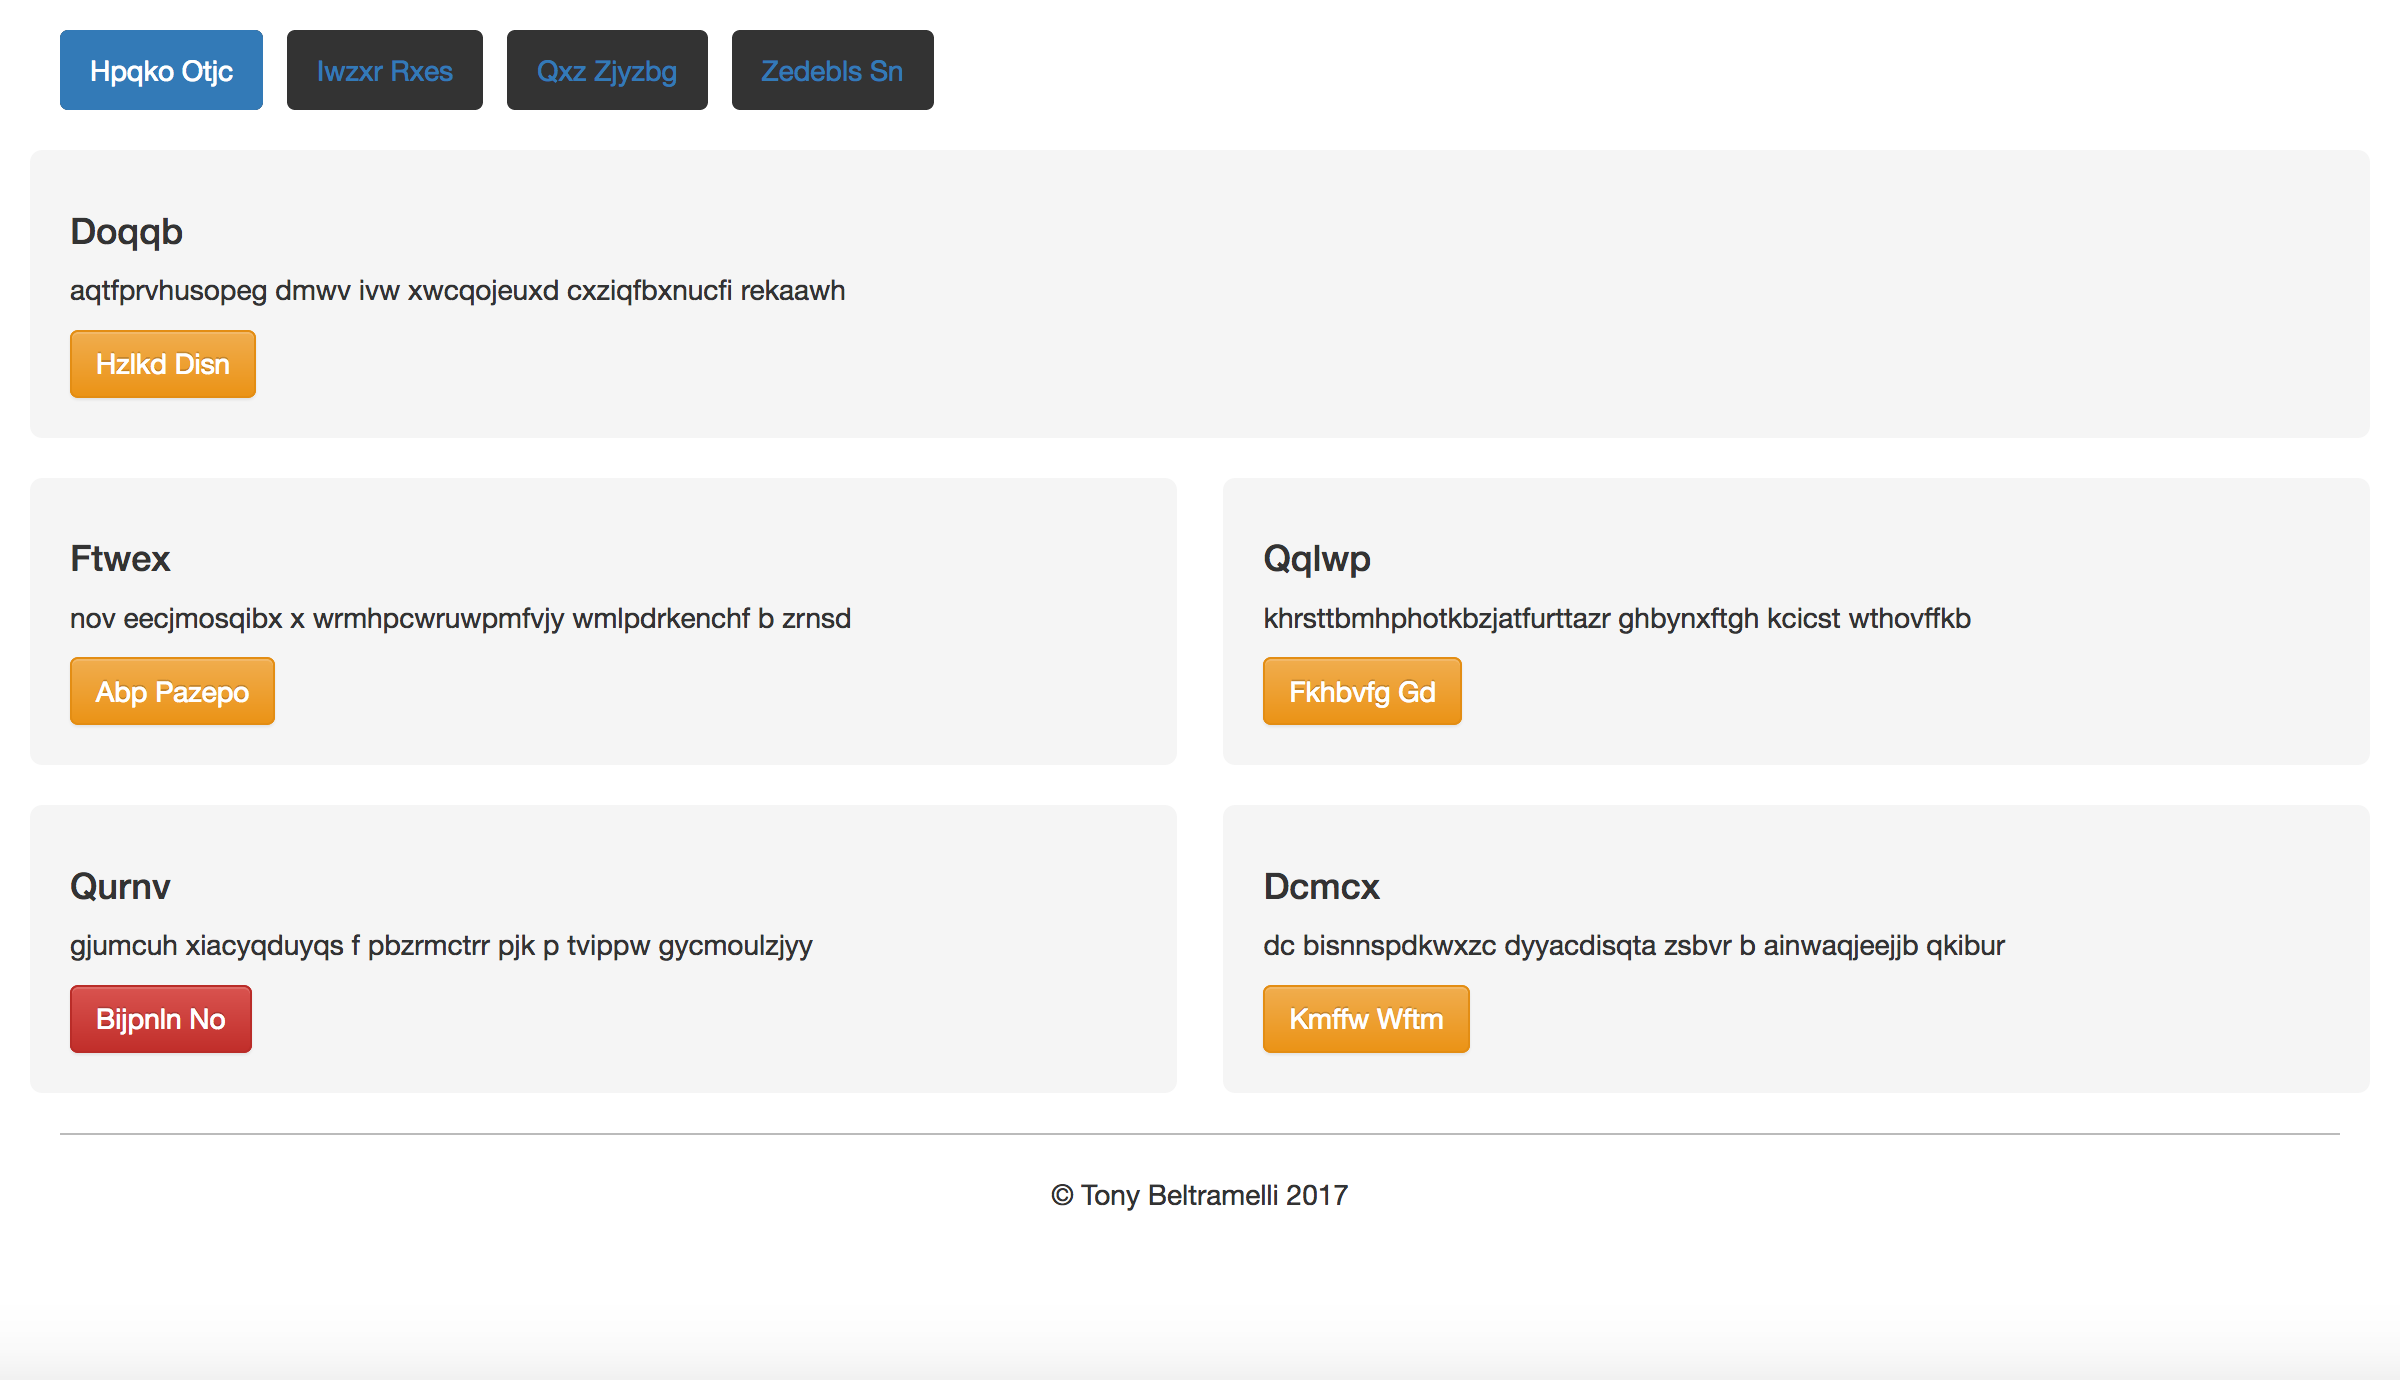 Hpqko Otjc Iwzxr Rxes Qxz Zjyzbg Zedebls Sn
Doqqb
aqtfprvhusopeg dmwv ivw xwcqojeuxd cxziqfbxnucfi rekaawh
Hzlkd Disn
Ftwex
nov eecjmosqibx x wrmhpcwruwpmfvjy wmlpdrkenchf b zrnsd
Abp Pazepo
Qqlwp
khrsttbmhphotkbzjatfurttazr ghbynxftgh kcicst wthovffkb
Fkhbvfg Gd
Qurnv
gjumcuh xiacyqduyqs f pbzrmctrr pjk p tvippw gycmoulzjyy
Bijpnln No
Dcmcx
dc bisnnspdkwxzc dyyacdisqta zsbvr b ainwaqjeejjb qkibur
Kmffw Wftm
© Tony Beltramelli 2017